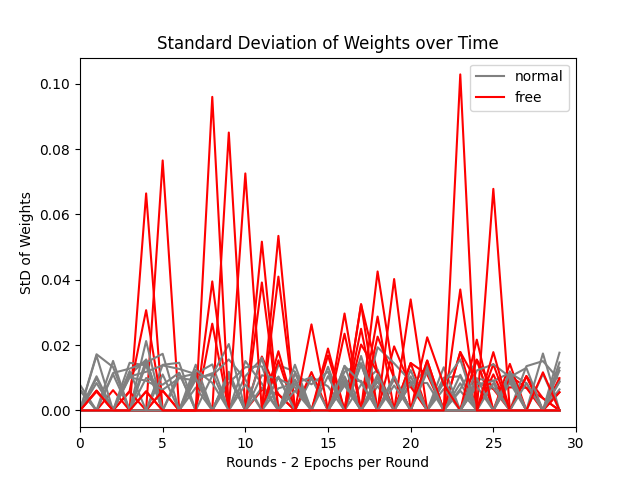 Standard Deviation of Weights over Time
normal
free
StD of Weights
0.10
0.08
0.06
0.04
0.02
0.00
0 5 10 15 20 25 30
Rounds - 2 Epochs per Round